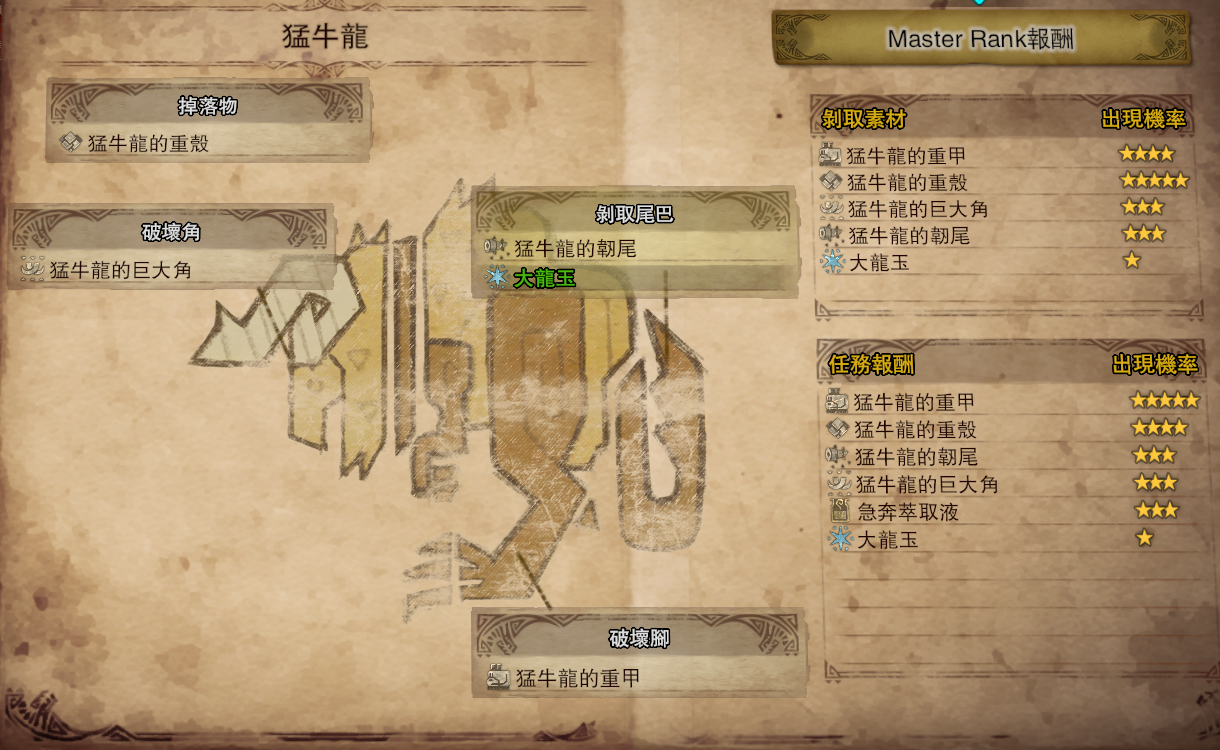 猛牛龍
Master Rank報酬
掉落物
猛牛龍的重殼
破壞角
猛牛龍的巨大角
剝取尾巴
猛牛龍的韌尾
大龍玉
破壞腳
猛牛龍的重甲
剝取素材 出現機率
猛牛龍的重甲
猛牛龍的重殼
猛牛龍的巨大角
猛牛龍的韌尾
大龍玉
任務報酬 出現機率
猛牛龍的重甲
猛牛龍的重殼
猛牛龍的韌尾
猛牛龍的巨大角
急奔萃取液
大龍玉